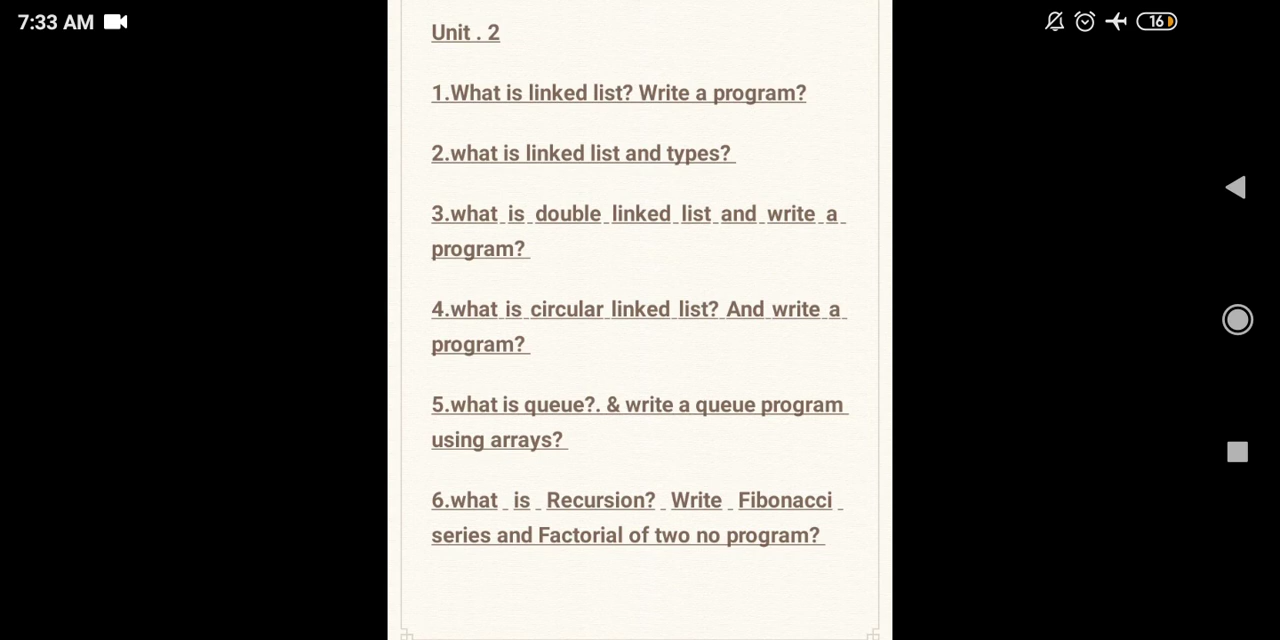 7:33 AM
16
Unit . 2
1.What is linked list? Write a program?
2.what is linked list and types?
3.what is double linked list and write a
program?
4.what is circular linked list? And write a
program?
5.what is queue?. & write a queue program
using arrays?
6.what is Recursion? Write Fibonacci
series and Factorial of two no program?